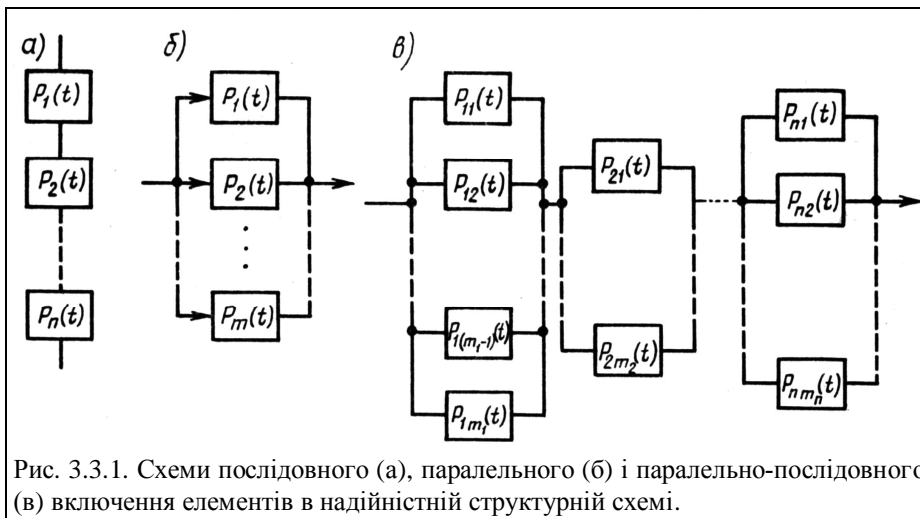 а)
P₁(t)
P₂(t)
Pₙ(t)
б)
P₁(t)
P₂(t)
Pₘ(t)
в)
P₁₁(t)
P₁₂(t)
P₁₍ₘ₁₋₁₎(t)
P₁ₘ₁(t)
P₂₁(t)
P₂ₘ₂(t)
Pₙ₁(t)
Pₙ₂(t)
Pₙₘₙ(t)
Рис. 3.3.1. Схеми послідовного (а), паралельного (б) і паралельно-послідовного
(в) включення елементів в надійністній структурній схемі.